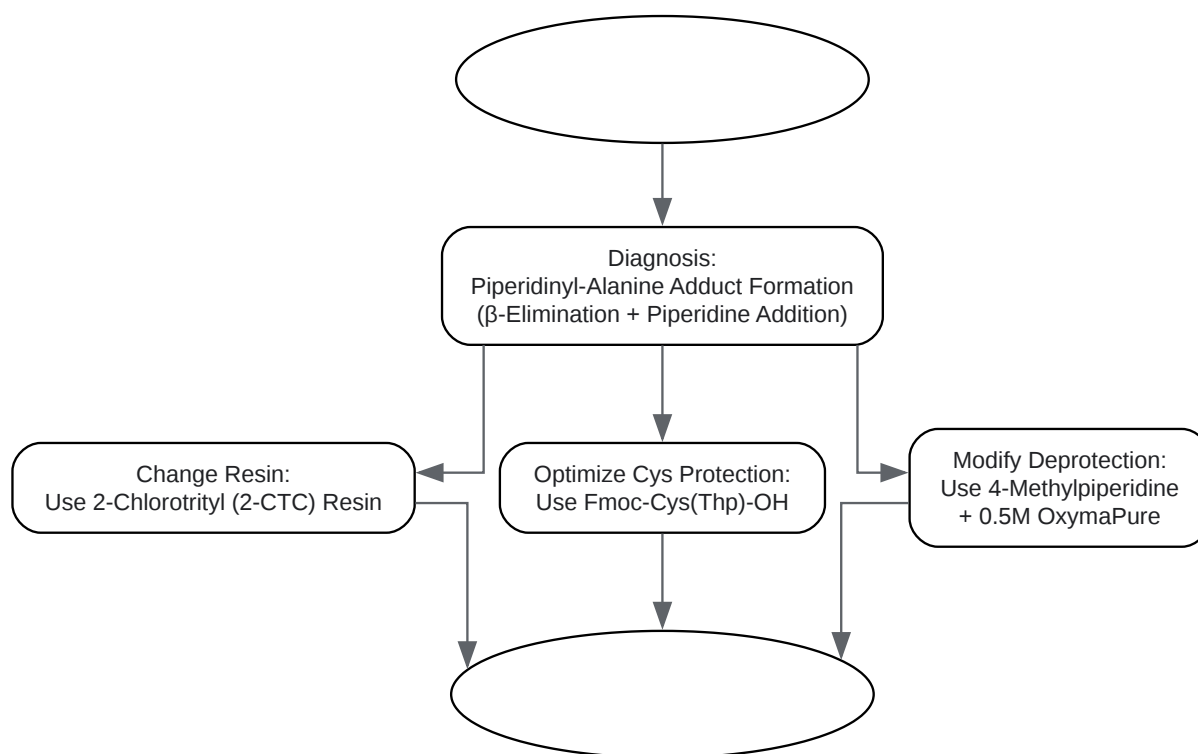 Diagnosis:
Piperidinyl-Alanine Adduct Formation
(β-Elimination + Piperidine Addition)
Change Resin:
Use 2-Chlorotrityl (2-CTC) Resin
Optimize Cys Protection:
Use Fmoc-Cys(Thp)-OH
Modify Deprotection:
Use 4-Methylpiperidine
+ 0.5M OxymaPure